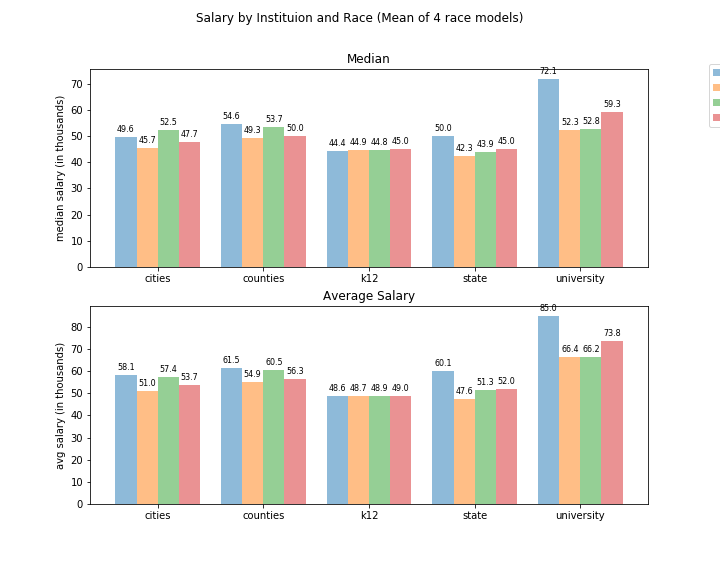 Salary by Instituion and Race (Mean of 4 race models)
Median
median salary (in thousands)
70
60
50
40
30
20
10
0
49.6 45.7 52.5 47.7
54.6 49.3 53.7 50.0
44.4 44.9 44.8 45.0
50.0 42.3 43.9 45.0
72.1 52.3 52.8 59.3
cities counties k12 state university
Average Salary
avg salary (in thousands)
80
70
60
50
40
30
20
10
0
58.1 51.0 57.4 53.7
61.5 54.9 60.5 56.3
48.6 48.7 48.9 49.0
60.1 47.6 51.3 52.0
85.0 66.4 66.2 73.8
cities counties k12 state university